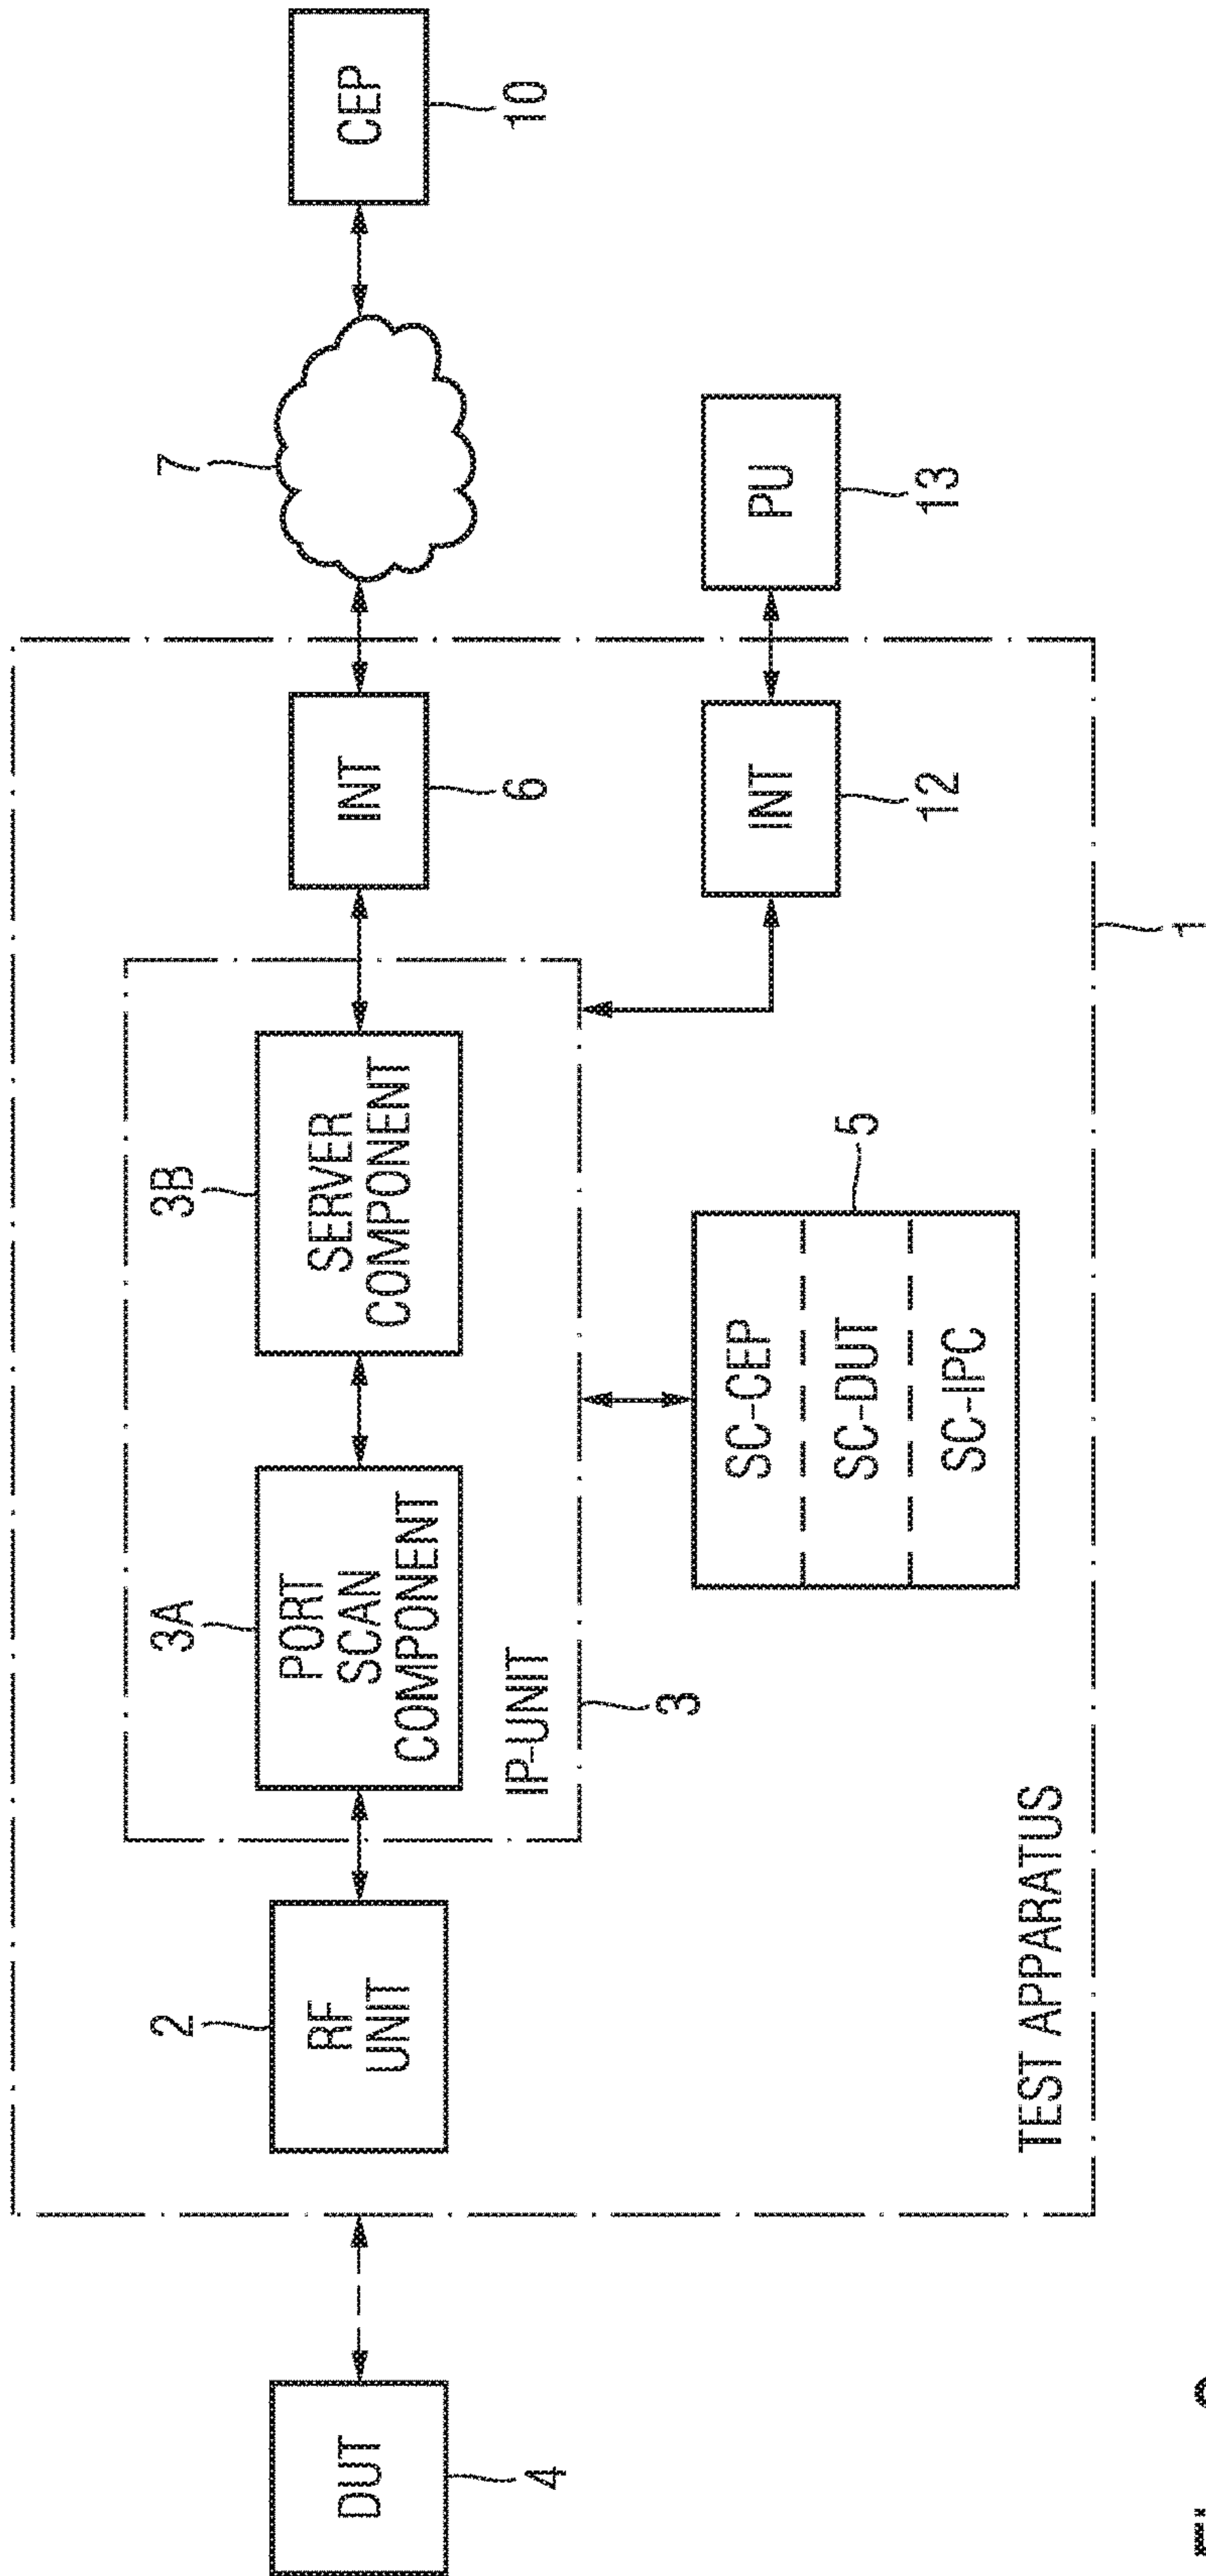 DUT
4
2
RF
UNIT
3A
PORT
SCAN
COMPONENT
3B
SERVER
COMPONENT
IP-UNIT
3
INT
6
7
CEP
10
SC-CEP
SC-DUT
SC-IPC
5
INT
12
PU
13
TEST APPARATUS
1